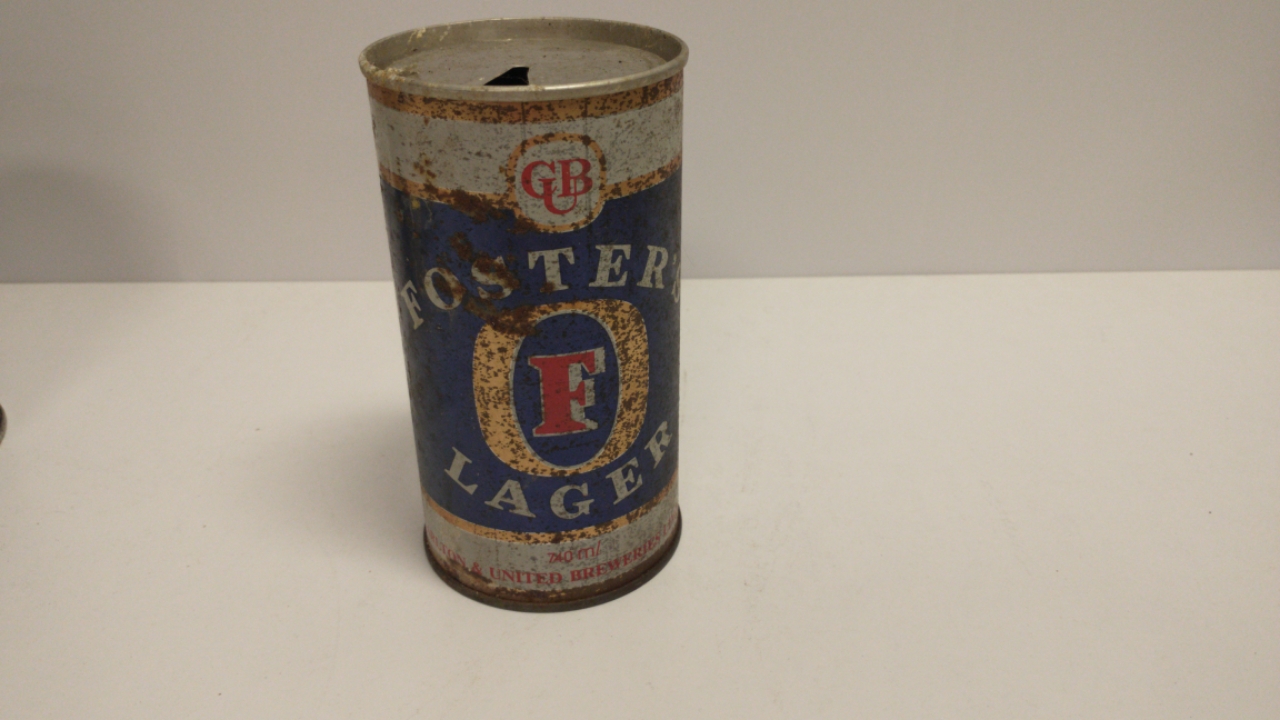 CUB
FOSTER'S
F
LAGER
740 ml
& UNITED BREWERIES